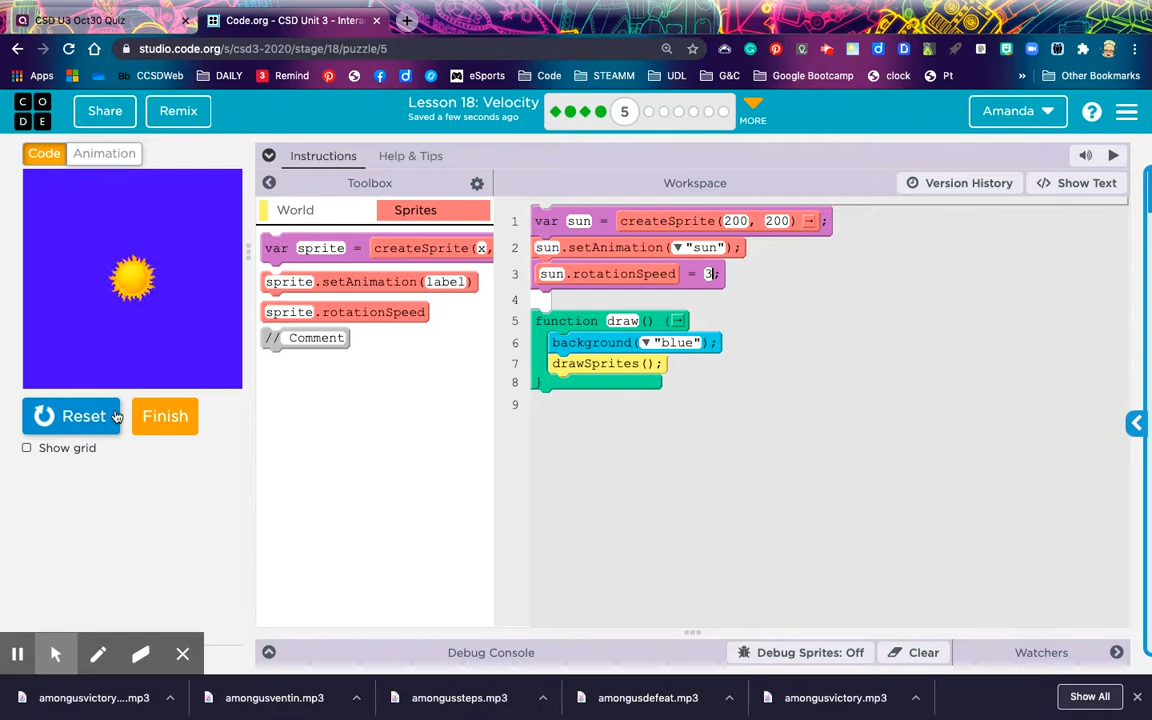 CSD U3 Oct30 Quiz
Code.org - CSD Unit 3 - Intera
studio.code.org/s/csd3-2020/stage/18/puzzle/5
Apps
Bb CCSDWeb
DAILY
3 Remind
eSports
Code
STEAMM
UDL
G&C
Google Bootcamp
clock
Pt
»
Other Bookmarks
C O
D E
Share
Remix
Lesson 18: Velocity
Saved a few seconds ago
5
MORE
Amanda
?
Code
Animation
Instructions
Help & Tips
Toolbox
Workspace
Version History
</> Show Text
World
Sprites
var sprite = createSprite(x,
sprite.setAnimation(label)
sprite.rotationSpeed
// Comment
1 var sun = createSprite(200, 200) → ;
2 sun.setAnimation(▼"sun");
3 sun.rotationSpeed = 3;
4
5 function draw() { →
6 background(▼"blue");
7 drawSprites();
8 }
9
Reset
Finish
Show grid
Debug Console
Debug Sprites: Off
Clear
Watchers
amongusvictory....mp3
amongusventin.mp3
amongussteps.mp3
amongusdefeat.mp3
amongusvictory.mp3
Show All